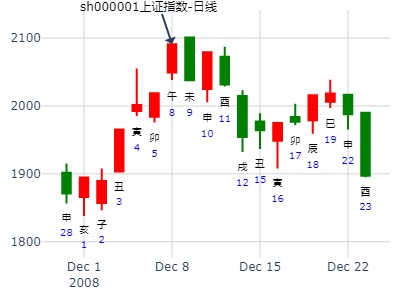 sh000001上证指数-日线
2100
2000
1900
1800
申
28
亥
1
子
2
丑
3
寅
4
卯
5
午
8
未
9
申
10
酉
11
戌
12
丑
15
寅
16
卯
17
辰
18
巳
19
申
22
酉
23
Dec 1
2008
Dec 8
Dec 15
Dec 22